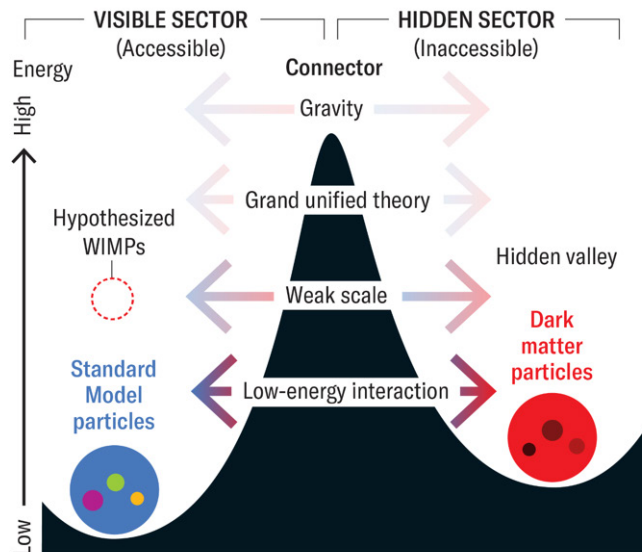 VISIBLE SECTOR
(Accessible)
HIDDEN SECTOR
(Inaccessible)
Energy
High
Low
Connector
Gravity
Grand unified theory
Hypothesized
WIMPs
Hidden valley
Weak scale
Dark
matter
particles
Standard
Model
particles
Low-energy interaction